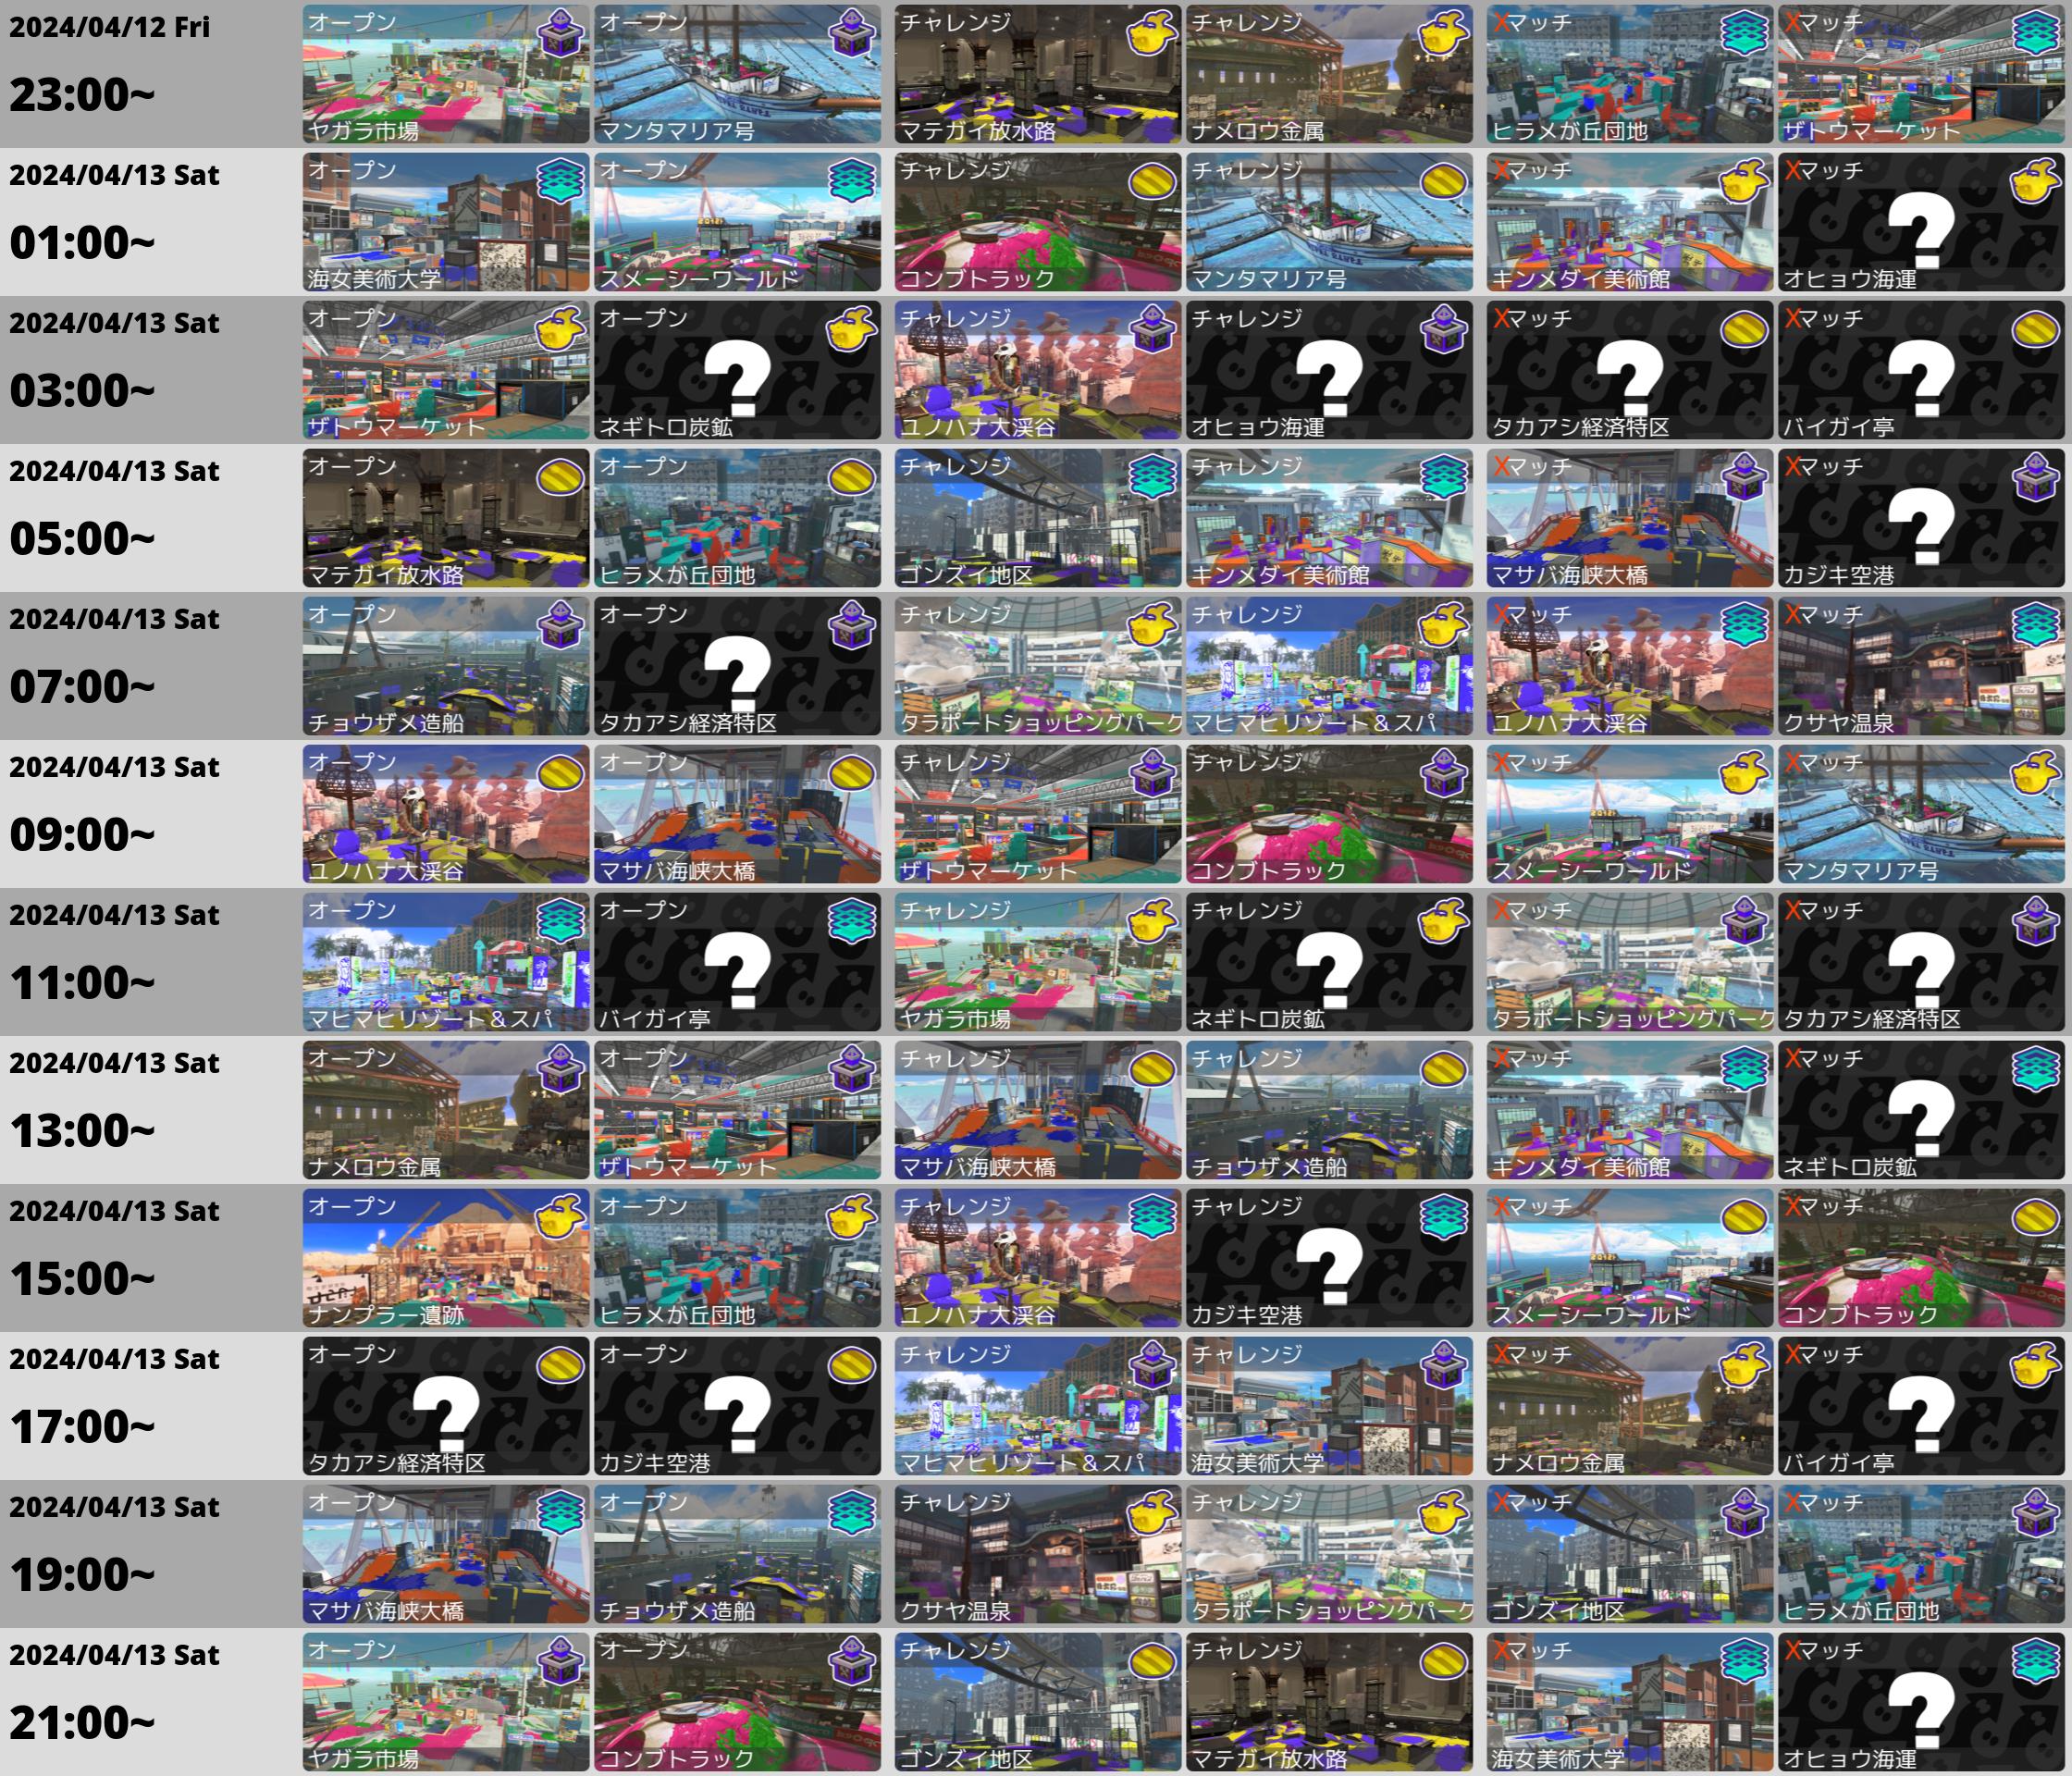 2024/04/12 Fri
23:00~
オープン オープン チャレンジ チャレンジ Xマッチ Xマッチ
ヤガラ市場 マンタマリア号 マテガイ放水路 ナメロウ金属 ヒラメが丘団地 ザトウマーケット
2024/04/13 Sat
01:00~
オープン オープン チャレンジ チャレンジ Xマッチ Xマッチ
?
海女美術大学 スメーシーワールド コンブトラック マンタマリア号 キンメダイ美術館 オヒョウ海運
2024/04/13 Sat
03:00~
オープン オープン チャレンジ チャレンジ Xマッチ Xマッチ
? ? ? ?
ザトウマーケット ネギトロ炭鉱 ユノハナ大渓谷 オヒョウ海運 タカアシ経済特区 バイガイ亭
2024/04/13 Sat
05:00~
オープン オープン チャレンジ チャレンジ Xマッチ Xマッチ
?
マテガイ放水路 ヒラメが丘団地 ゴンズイ地区 キンメダイ美術館 マサバ海峡大橋 カジキ空港
2024/04/13 Sat
07:00~
オープン オープン チャレンジ チャレンジ Xマッチ Xマッチ
?
チョウザメ造船 タカアシ経済特区 タラポートショッピングパーク マヒマヒリゾート＆スパ ユノハナ大渓谷 クサヤ温泉
2024/04/13 Sat
09:00~
オープン オープン チャレンジ チャレンジ Xマッチ Xマッチ
ユノハナ大渓谷 マサバ海峡大橋 ザトウマーケット コンブトラック スメーシーワールド マンタマリア号
2024/04/13 Sat
11:00~
オープン オープン チャレンジ チャレンジ Xマッチ Xマッチ
? ? ?
マヒマヒリゾート＆スパ バイガイ亭 ヤガラ市場 ネギトロ炭鉱 タラポートショッピングパーク タカアシ経済特区
2024/04/13 Sat
13:00~
オープン オープン チャレンジ チャレンジ Xマッチ Xマッチ
?
ナメロウ金属 ザトウマーケット マサバ海峡大橋 チョウザメ造船 キンメダイ美術館 ネギトロ炭鉱
2024/04/13 Sat
15:00~
オープン オープン チャレンジ チャレンジ Xマッチ Xマッチ
?
ナンプラー遺跡 ヒラメが丘団地 ユノハナ大渓谷 カジキ空港 スメーシーワールド コンブトラック
2024/04/13 Sat
17:00~
オープン オープン チャレンジ チャレンジ Xマッチ Xマッチ
? ? ?
タカアシ経済特区 カジキ空港 マヒマヒリゾート＆スパ 海女美術大学 ナメロウ金属 バイガイ亭
2024/04/13 Sat
19:00~
オープン オープン チャレンジ チャレンジ Xマッチ Xマッチ
マサバ海峡大橋 チョウザメ造船 クサヤ温泉 タラポートショッピングパーク ゴンズイ地区 ヒラメが丘団地
2024/04/13 Sat
21:00~
オープン オープン チャレンジ チャレンジ Xマッチ Xマッチ
?
ヤガラ市場 コンブトラック ゴンズイ地区 マテガイ放水路 海女美術大学 オヒョウ海運